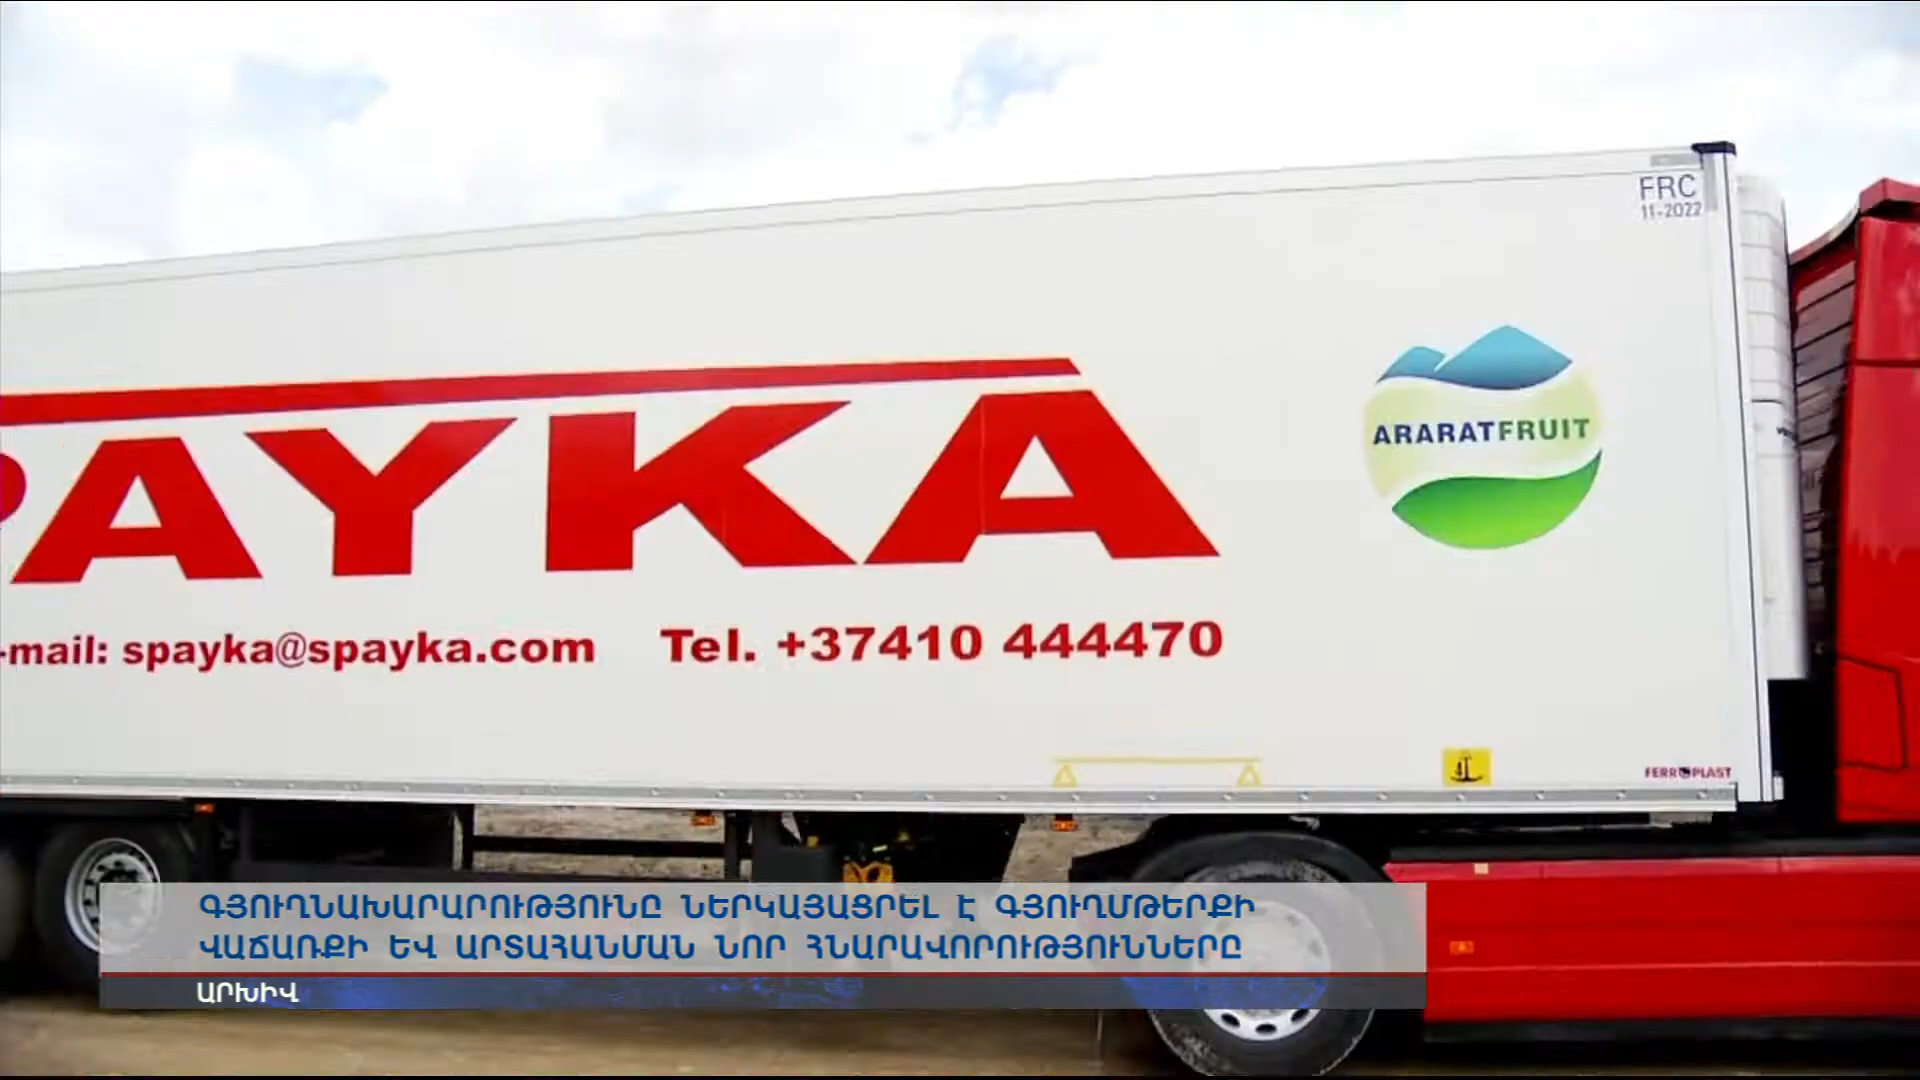 FRC
11-2022
SPAYKA
ARARATFRUIT
-mail: spayka@spayka.com Tel. +37410 444470
FERROPLAST
ԳՅՈՒՂՆԱԽԱՐԱՐՈՒԹՅՈՒՆԸ ՆԵՐԿԱՅԱՑՐԵԼ Է ԳՅՈՒՂՄԹԵՐՔԻ
ՎԱՃԱՌՔԻ ԵՎ ԱՐՏԱՀԱՆՄԱՆ ՆՈՐ ՀՆԱՐԱՎՈՐՈՒԹՅՈՒՆՆԵՐԸ
ԱՐԽԻՎ